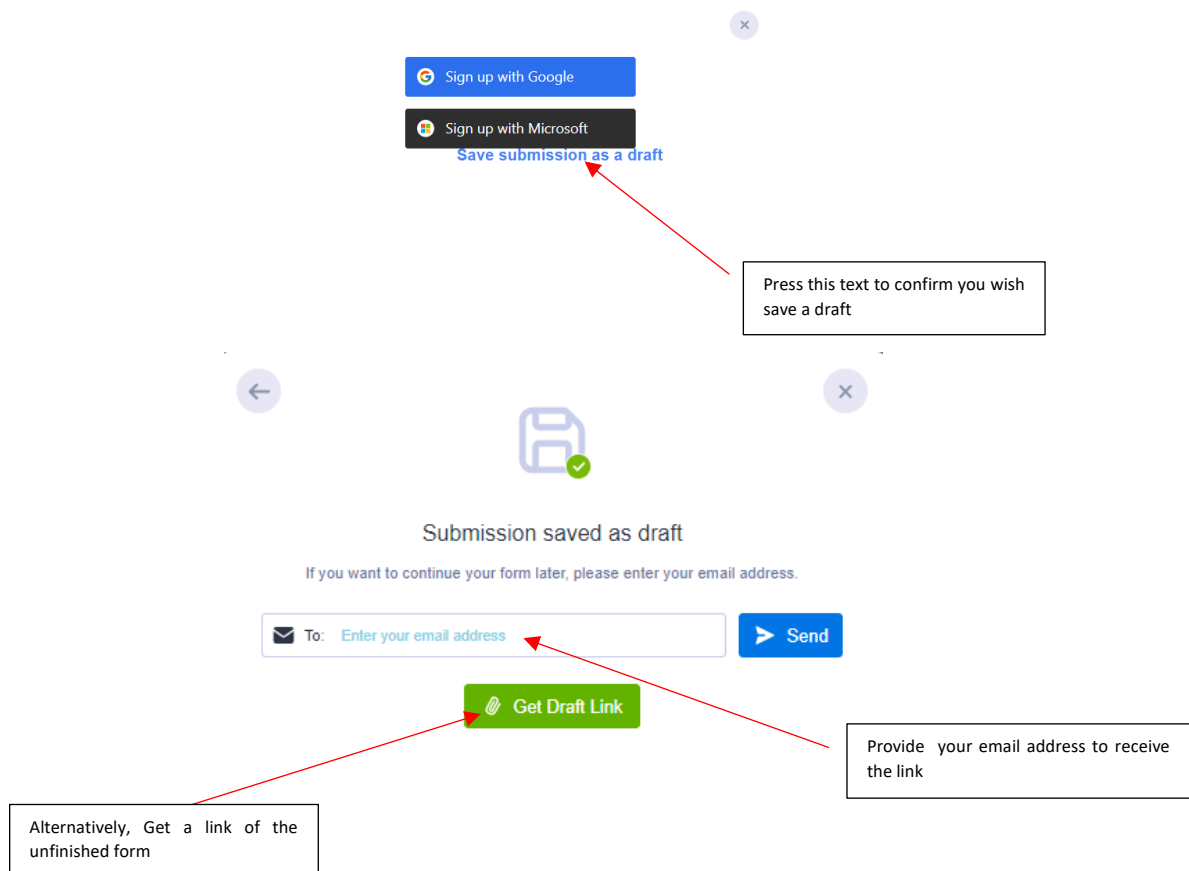 Sign up with Google
Sign up with Microsoft
Save submission as a draft
Press this text to confirm you wish
save a draft
Submission saved as draft
If you want to continue your form later, please enter your email address.
To: Enter your email address
Send
Get Draft Link
Provide your email address to receive
the link
Alternatively, Get a link of the
unfinished form